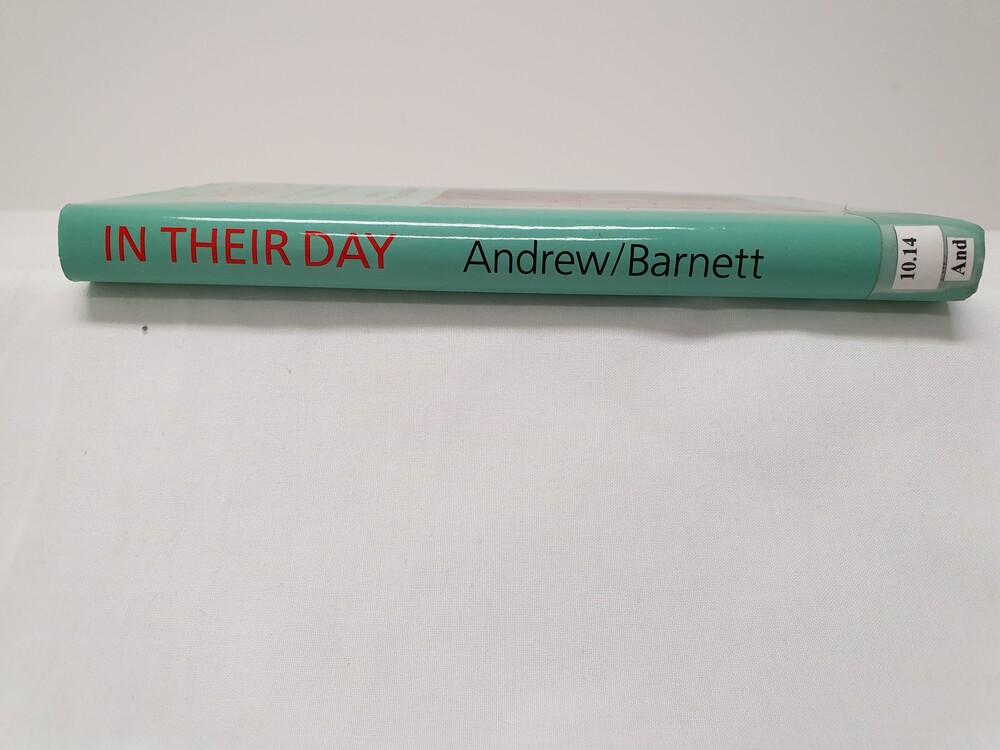 IN THEIR DAY Andrew/Barnett
10.14
And